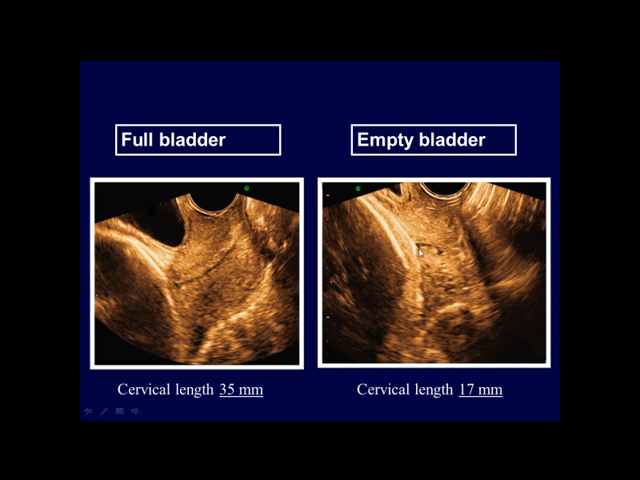 Full bladder
Empty bladder
Cervical length 35 mm
Cervical length 17 mm